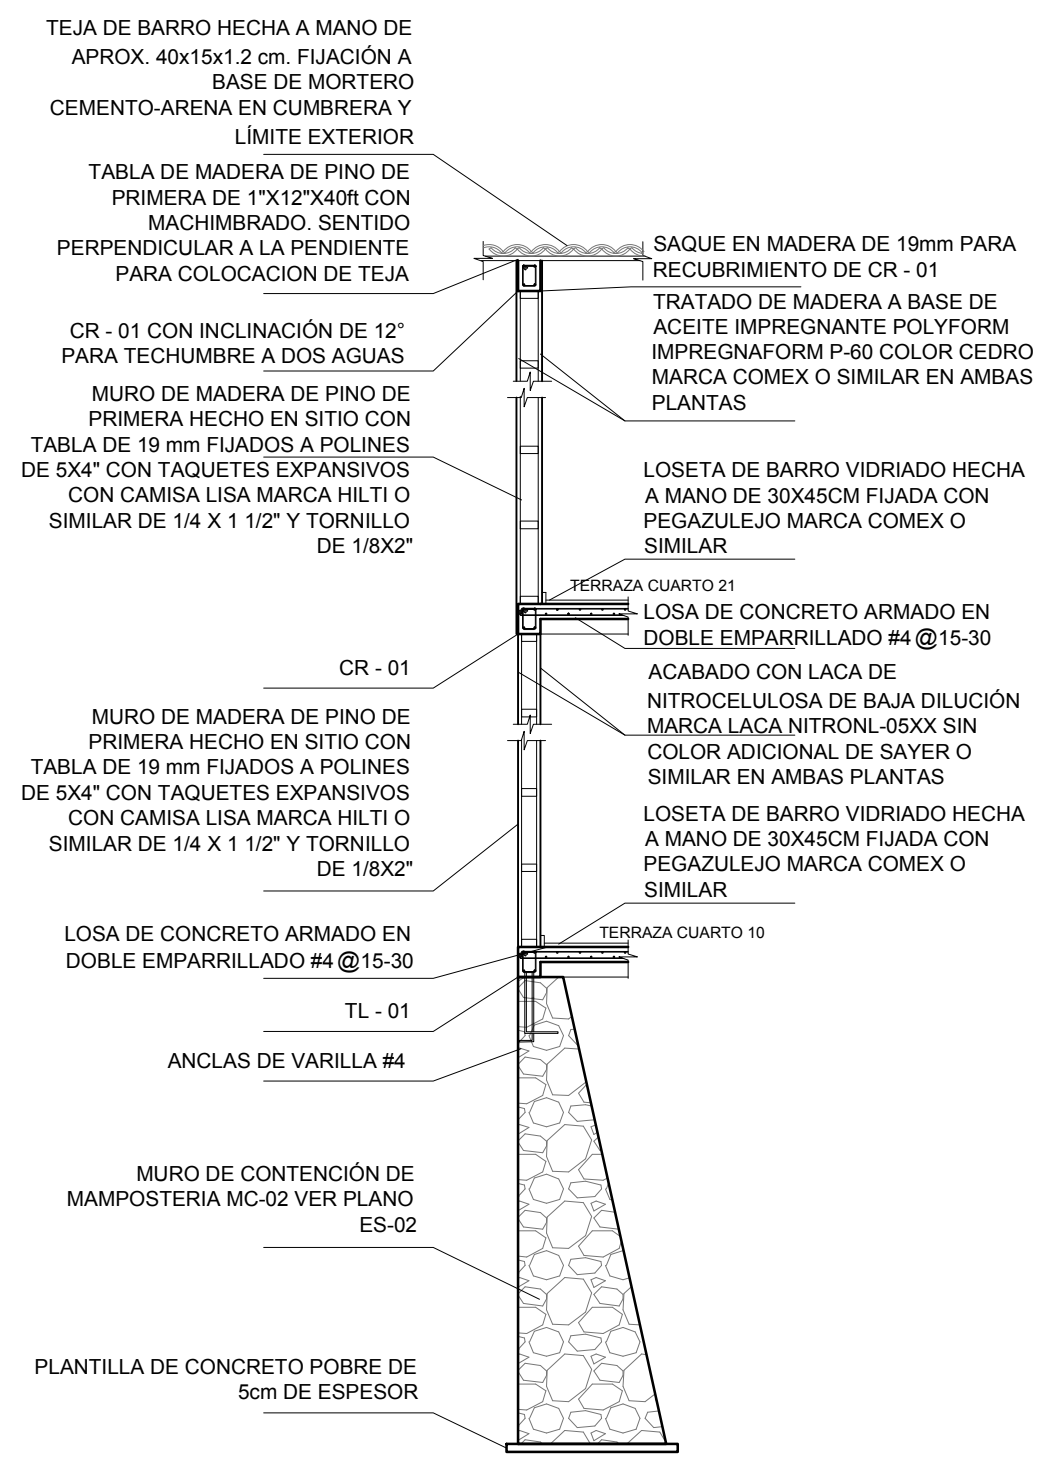 TEJA DE BARRO HECHA A MANO DE
APROX. 40x15x1.2 cm. FIJACIÓN A
BASE DE MORTERO
CEMENTO-ARENA EN CUMBRERA Y
LÍMITE EXTERIOR
TABLA DE MADERA DE PINO DE
PRIMERA DE 1"X12"X40ft CON
MACHIMBRADO. SENTIDO
PERPENDICULAR A LA PENDIENTE
PARA COLOCACION DE TEJA
CR - 01 CON INCLINACIÓN DE 12°
PARA TECHUMBRE A DOS AGUAS
MURO DE MADERA DE PINO DE
PRIMERA HECHO EN SITIO CON
TABLA DE 19 mm FIJADOS A POLINES
DE 5X4" CON TAQUETES EXPANSIVOS
CON CAMISA LISA MARCA HILTI O
SIMILAR DE 1/4 X 1 1/2" Y TORNILLO
DE 1/8X2"
CR - 01
MURO DE MADERA DE PINO DE
PRIMERA HECHO EN SITIO CON
TABLA DE 19 mm FIJADOS A POLINES
DE 5X4" CON TAQUETES EXPANSIVOS
CON CAMISA LISA MARCA HILTI O
SIMILAR DE 1/4 X 1 1/2" Y TORNILLO
DE 1/8X2"
LOSA DE CONCRETO ARMADO EN
DOBLE EMPARRILLADO #4 @15-30
TL - 01
ANCLAS DE VARILLA #4
MURO DE CONTENCIÓN DE
MAMPOSTERIA MC-02 VER PLANO
ES-02
PLANTILLA DE CONCRETO POBRE DE
5cm DE ESPESOR
SAQUE EN MADERA DE 19mm PARA
RECUBRIMIENTO DE CR - 01
TRATADO DE MADERA A BASE DE
ACEITE IMPREGNANTE POLYFORM
IMPREGNAFORM P-60 COLOR CEDRO
MARCA COMEX O SIMILAR EN AMBAS
PLANTAS
LOSETA DE BARRO VIDRIADO HECHA
A MANO DE 30X45CM FIJADA CON
PEGAZULEJO MARCA COMEX O
SIMILAR
TERRAZA CUARTO 21
LOSA DE CONCRETO ARMADO EN
DOBLE EMPARRILLADO #4 @15-30
ACABADO CON LACA DE
NITROCELULOSA DE BAJA DILUCIÓN
MARCA LACA NITRONL-05XX SIN
COLOR ADICIONAL DE SAYER O
SIMILAR EN AMBAS PLANTAS
LOSETA DE BARRO VIDRIADO HECHA
A MANO DE 30X45CM FIJADA CON
PEGAZULEJO MARCA COMEX O
SIMILAR
TERRAZA CUARTO 10